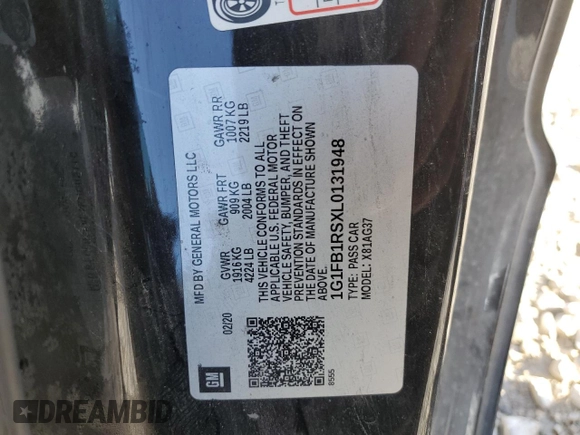 GM
MFD BY GENERAL MOTORS LLC
02/20
GVWR
1916 KG
4224 LB
GAWR FRT
909 KG
2004 LB
GAWR RR
1007 KG
2219 LB
THIS VEHICLE CONFORMS TO ALL
APPLICABLE U.S. FEDERAL MOTOR
VEHICLE SAFETY, BUMPER, AND THEFT
PREVENTION STANDARDS IN EFFECT ON
THE DATE OF MANUFACTURE SHOWN
ABOVE.
1G1FB1RSXL0131948
TYPE: PASS CAR
MODEL: X81AG37
8555
DREAMBID